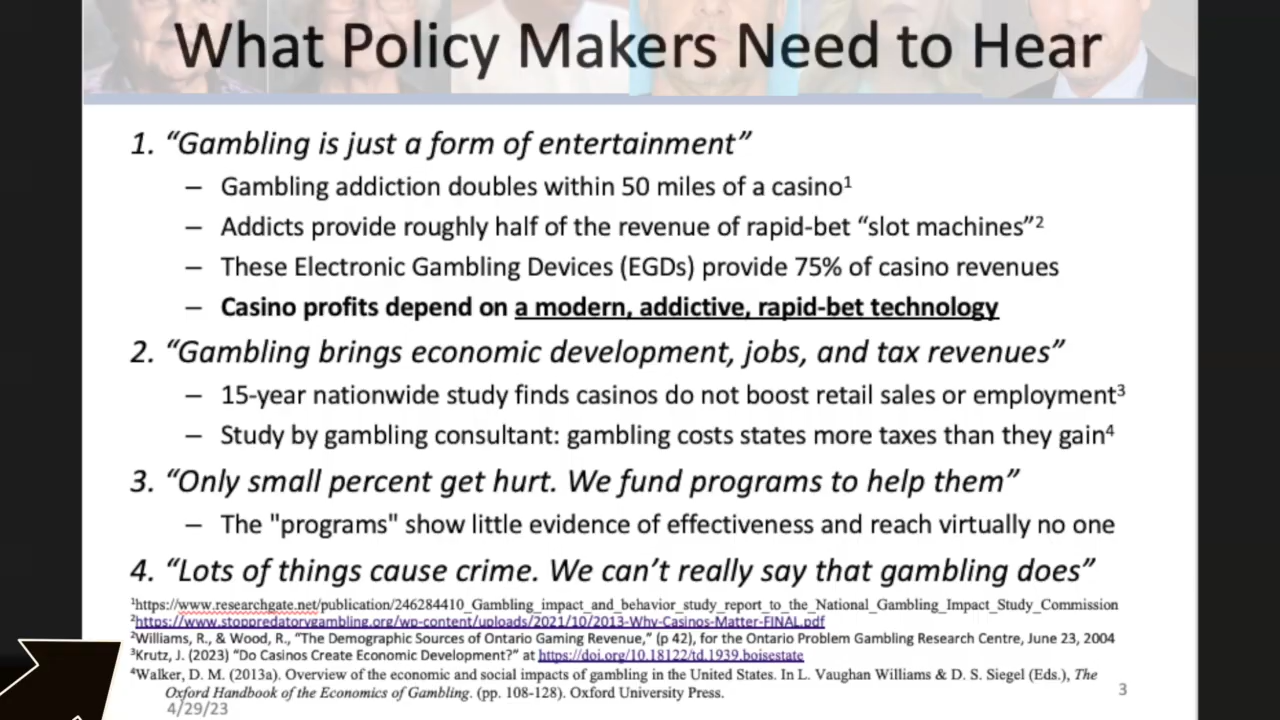 What Policy Makers Need to Hear
1. “Gambling is just a form of entertainment”
– Gambling addiction doubles within 50 miles of a casino¹
– Addicts provide roughly half of the revenue of rapid-bet “slot machines”²
– These Electronic Gambling Devices (EGDs) provide 75% of casino revenues
– Casino profits depend on a modern, addictive, rapid-bet technology
2. “Gambling brings economic development, jobs, and tax revenues”
– 15-year nationwide study finds casinos do not boost retail sales or employment³
– Study by gambling consultant: gambling costs states more taxes than they gain⁴
3. “Only small percent get hurt. We fund programs to help them”
– The "programs" show little evidence of effectiveness and reach virtually no one
4. “Lots of things cause crime. We can’t really say that gambling does”
¹https://www.researchgate.net/publication/246284410_Gambling_impact_and_behavior_study_report_to_the_National_Gambling_Impact_Study_Commission
²https://www.stoppredatorygambling.org/wp-content/uploads/2021/10/2013-Why-Casinos-Matter-FINAL.pdf
²Williams, R., & Wood, R., “The Demographic Sources of Ontario Gaming Revenue,” (p 42), for the Ontario Problem Gambling Research Centre, June 23, 2004
³Krutz, J. (2023) “Do Casinos Create Economic Development?” at https://doi.org/10.18122/td.1939.boisestate
⁴Walker, D. M. (2013a). Overview of the economic and social impacts of gambling in the United States. In L. Vaughan Williams & D. S. Siegel (Eds.), The
Oxford Handbook of the Economics of Gambling. (pp. 108-128). Oxford University Press.
3
4/29/23